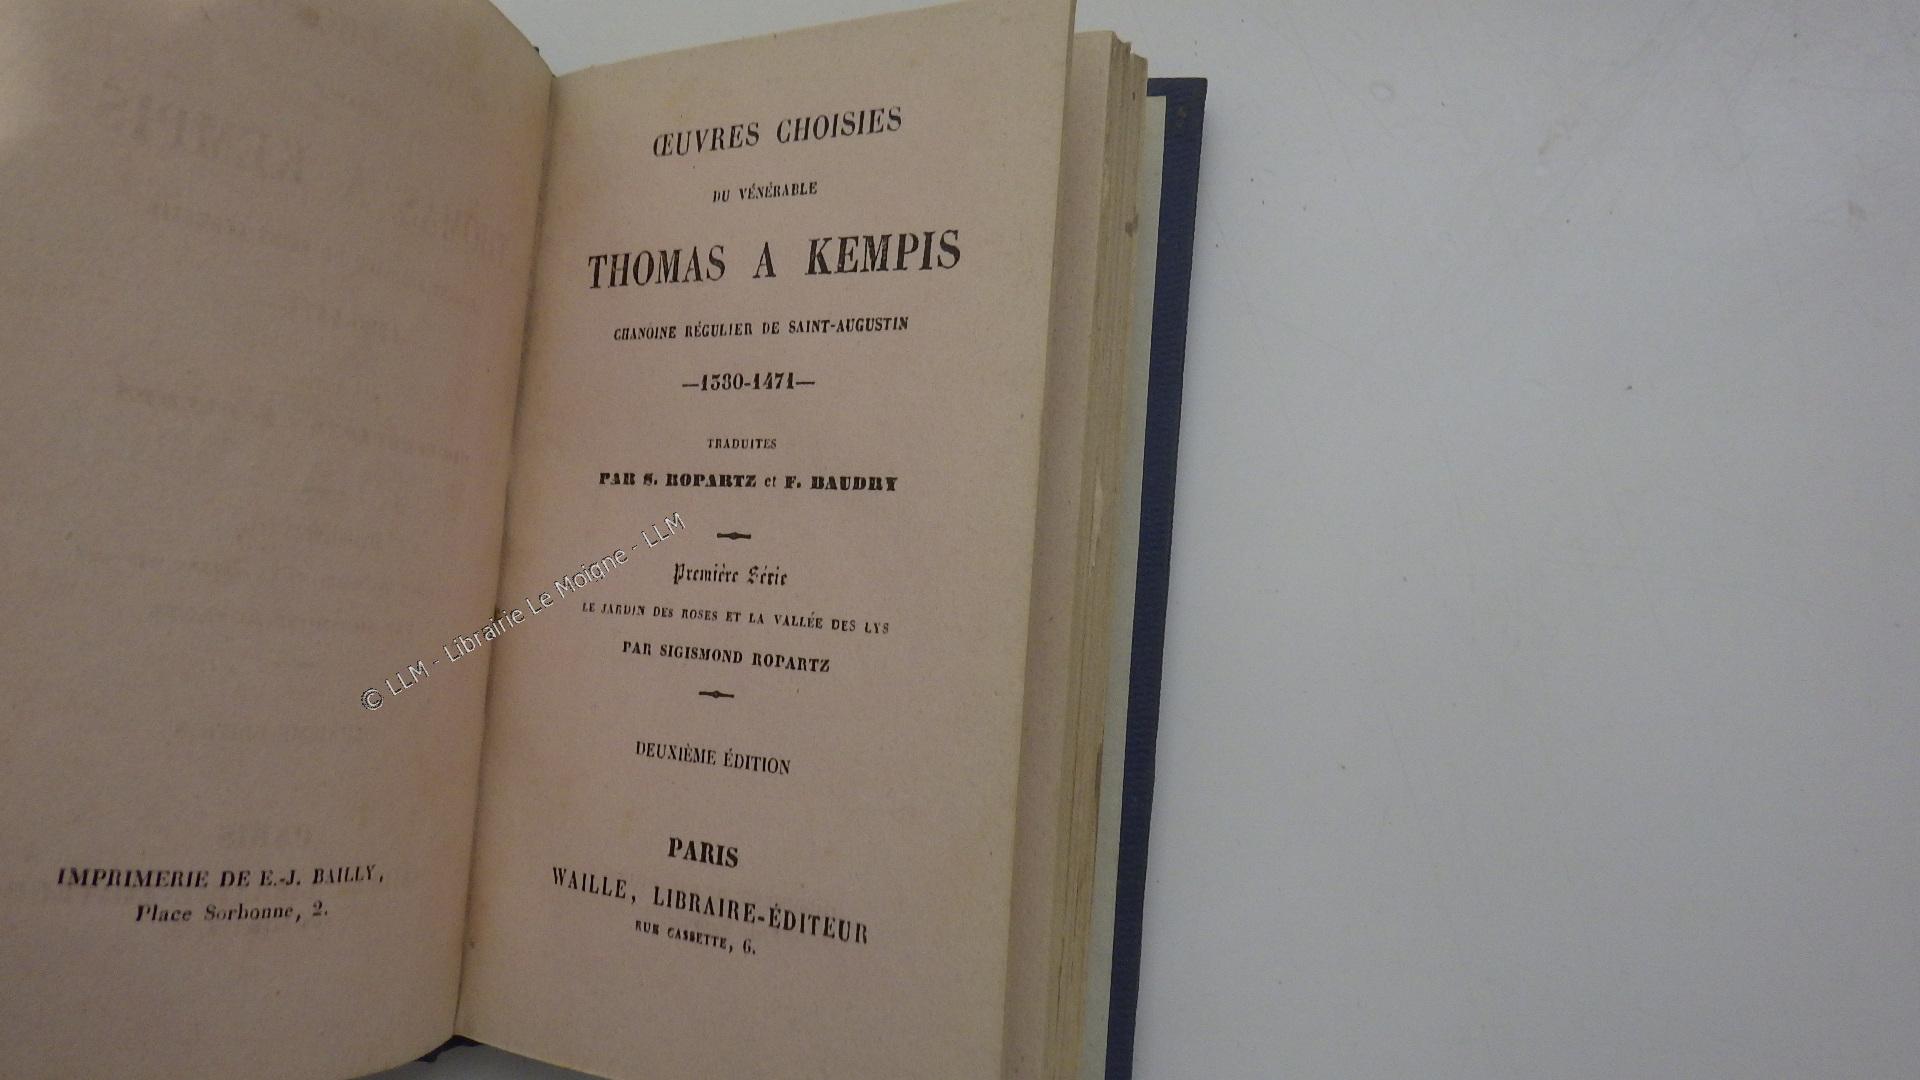 IMPRIMERIE DE E.-J. BAILLY,
Place Sorbonne, 2.
ŒUVRES CHOISIES
DU VÉNÉRABLE
THOMAS A KEMPIS
CHANOINE RÉGULIER DE SAINT-AUGUSTIN
—1380-1471—
TRADUITES
PAR S. ROPARTZ et F. BAUDRY
Première Série
LE JARDIN DES ROSES ET LA VALLÉE DES LYS
PAR SIGISMOND ROPARTZ
DEUXIÈME ÉDITION
PARIS
WAILLE, LIBRAIRE-ÉDITEUR
RUE CASSETTE, 6.
© LLM - Librairie Le Moigne - LLM